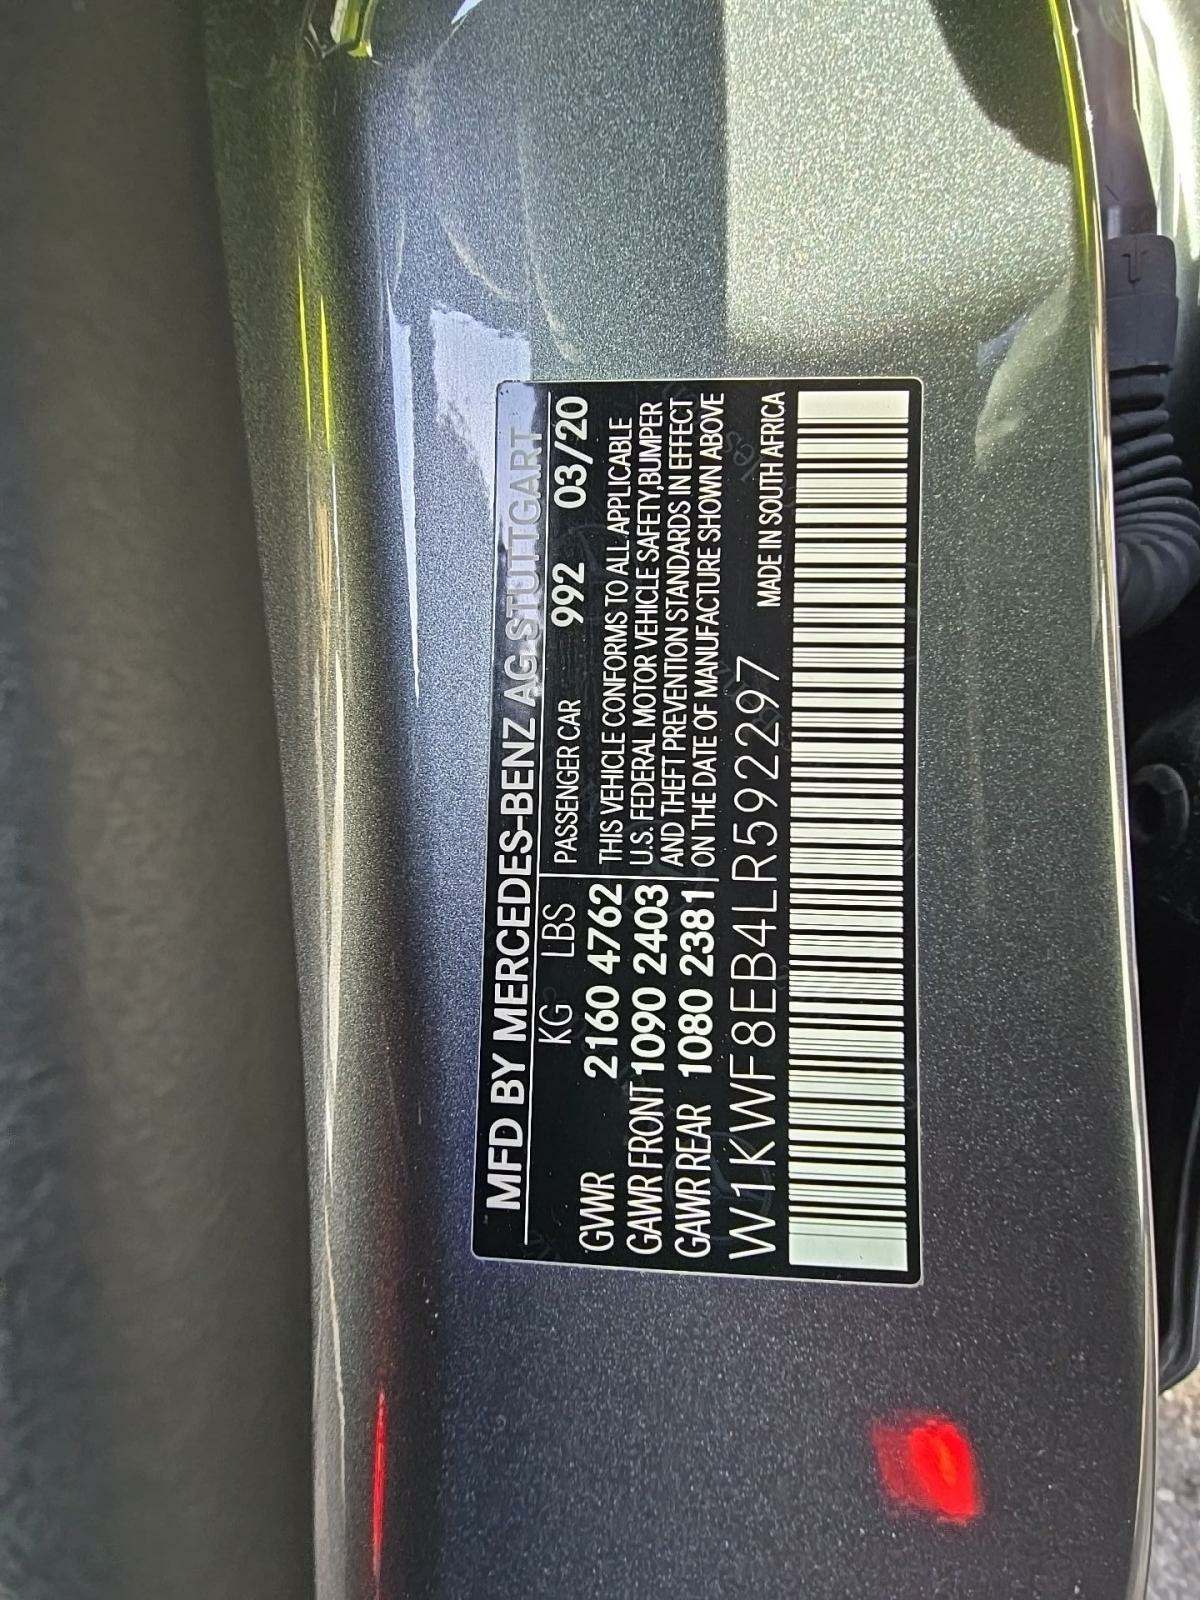 MFD BY MERCEDES-BENZ AG STUTTGART
KG LBS
GVWR 2160 4762
GAWR FRONT 1090 2403
GAWR REAR 1080 2381
PASSENGER CAR 992 03/20
THIS VEHICLE CONFORMS TO ALL APPLICABLE
U.S. FEDERAL MOTOR VEHICLE SAFETY,BUMPER
AND THEFT PREVENTION STANDARDS IN EFFECT
ON THE DATE OF MANUFACTURE SHOWN ABOVE
W1KWF8EB4LR592297
MADE IN SOUTH AFRICA